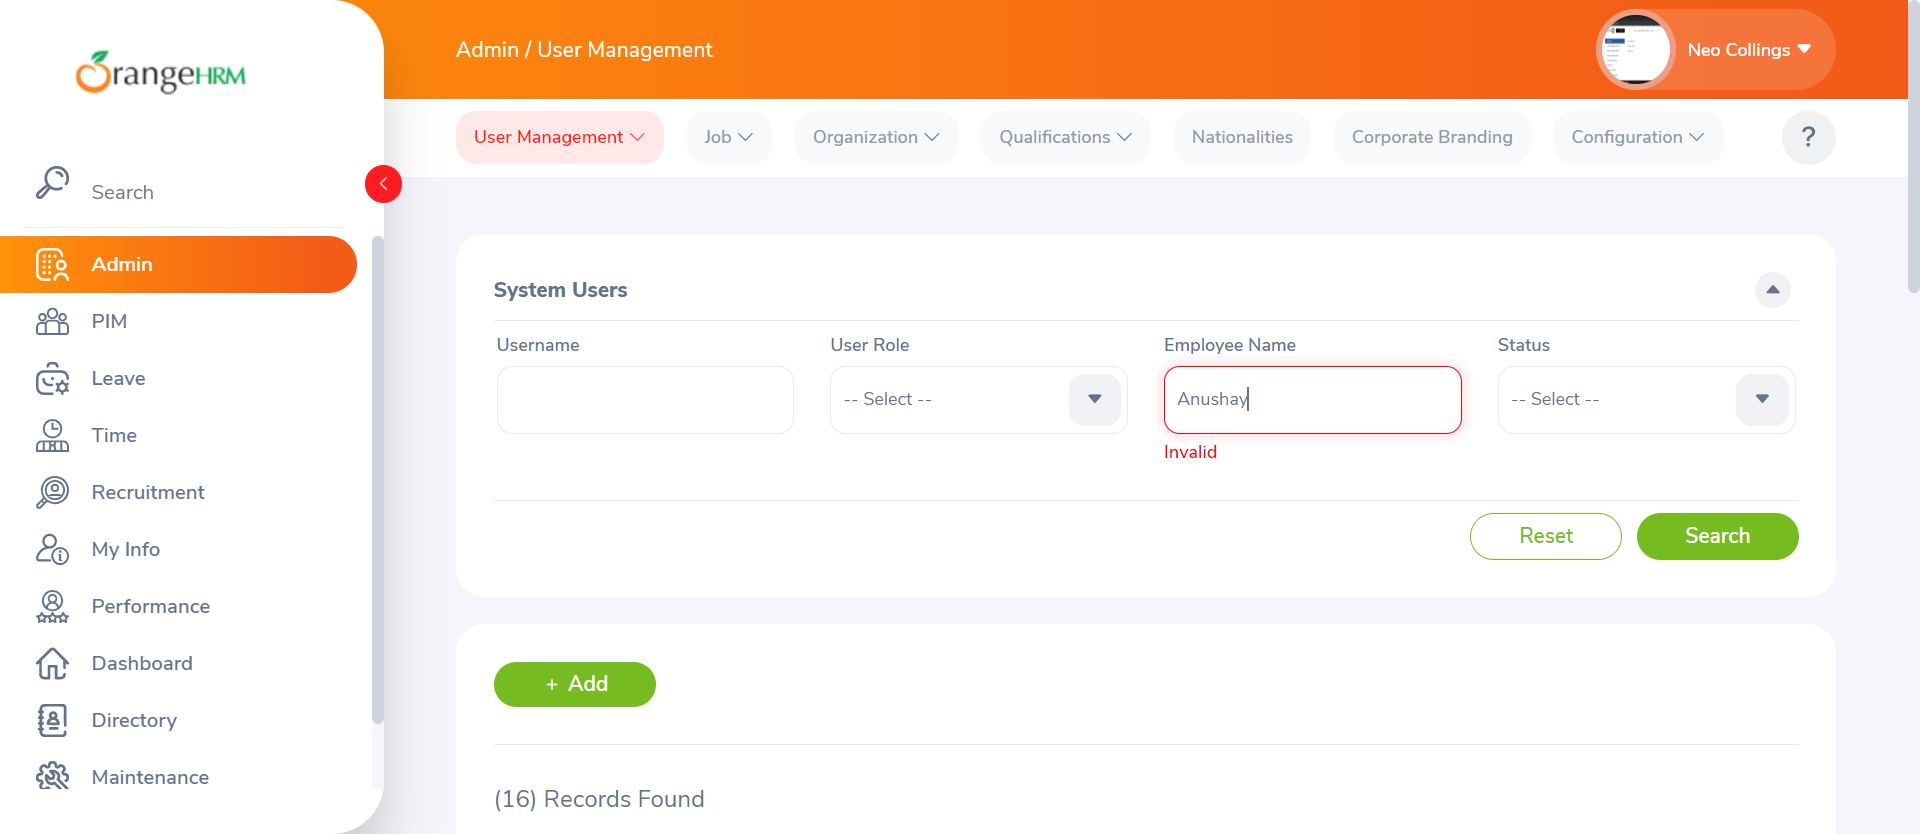 OrangeHRM
Admin / User Management
Neo Collings
Search
User Management
Job
Organization
Qualifications
Nationalities
Corporate Branding
Configuration
?
Admin
PIM
Leave
Time
Recruitment
My Info
Performance
Dashboard
Directory
Maintenance
System Users
Username
User Role
Employee Name
Status
-- Select --
Anushay
-- Select --
Invalid
Reset
Search
+ Add
(16) Records Found